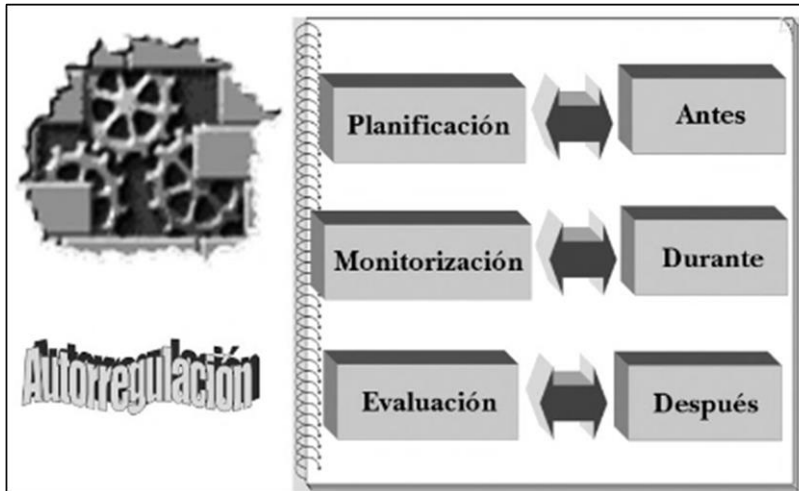 Planificación
Antes
Monitorización
Durante
Evaluación
Después
Autorregulación